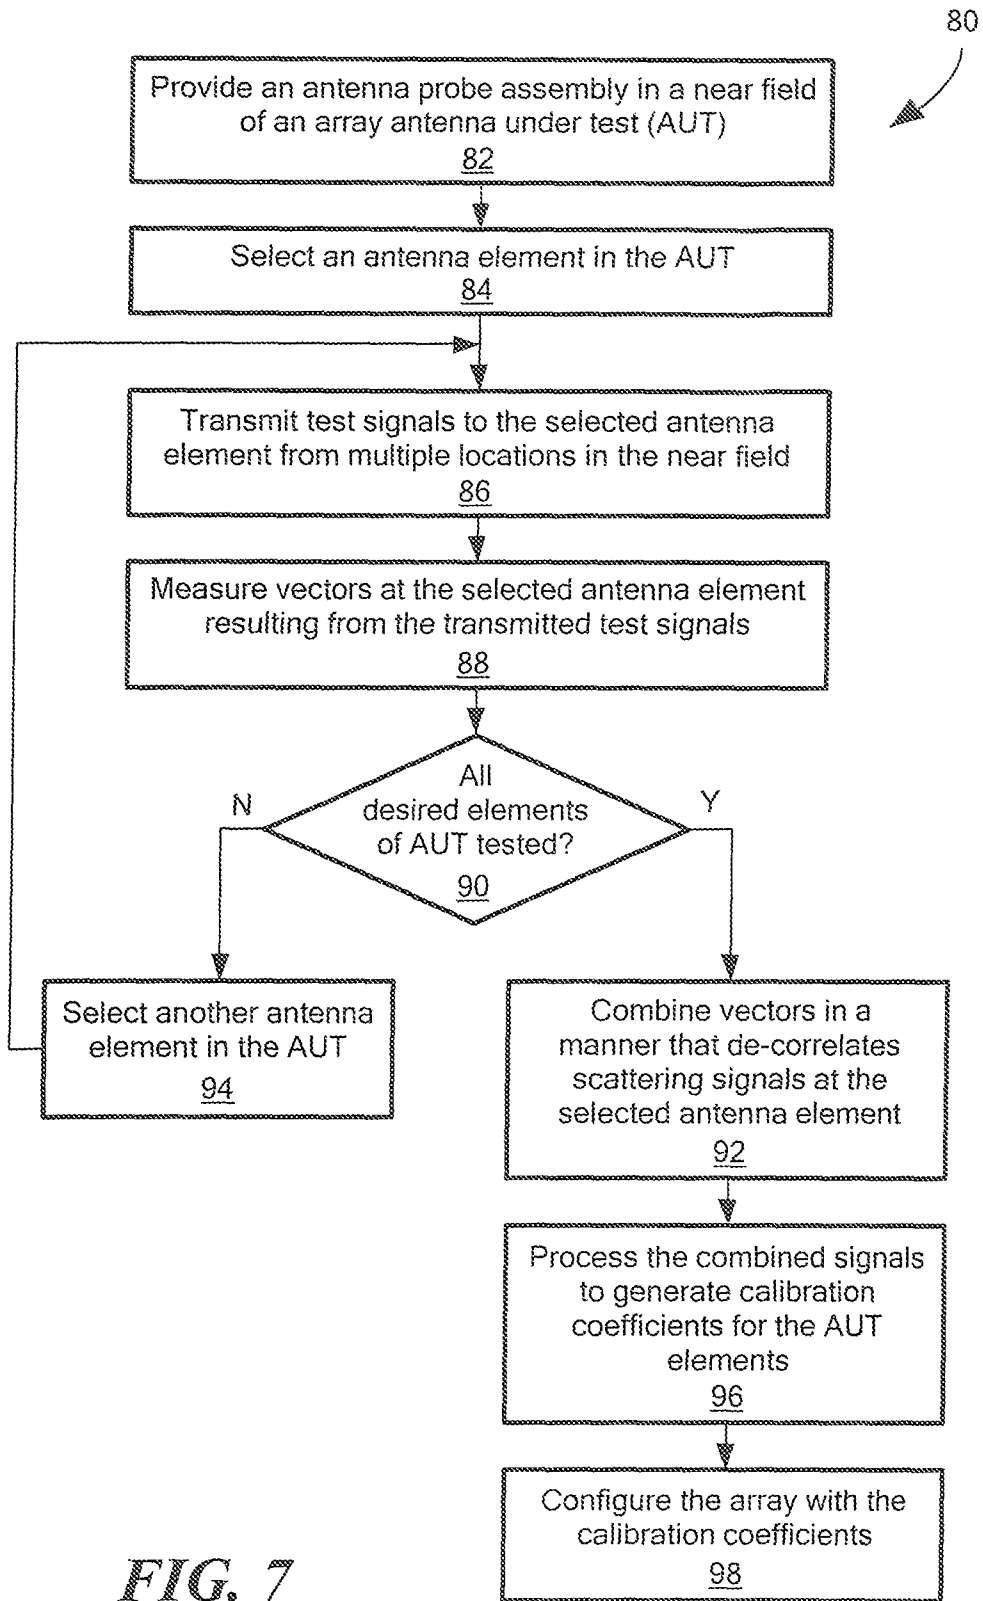 80
Provide an antenna probe assembly in a near field
of an array antenna under test (AUT)
82
Select an antenna element in the AUT
84
Transmit test signals to the selected antenna
element from multiple locations in the near field
86
Measure vectors at the selected antenna element
resulting from the transmitted test signals
88
All
desired elements
of AUT tested?
90
N
Y
Select another antenna
element in the AUT
94
Combine vectors in a
manner that de-correlates
scattering signals at the
selected antenna element
92
Process the combined signals
to generate calibration
coefficients for the AUT
elements
96
Configure the array with the
calibration coefficients
98
FIG. 7